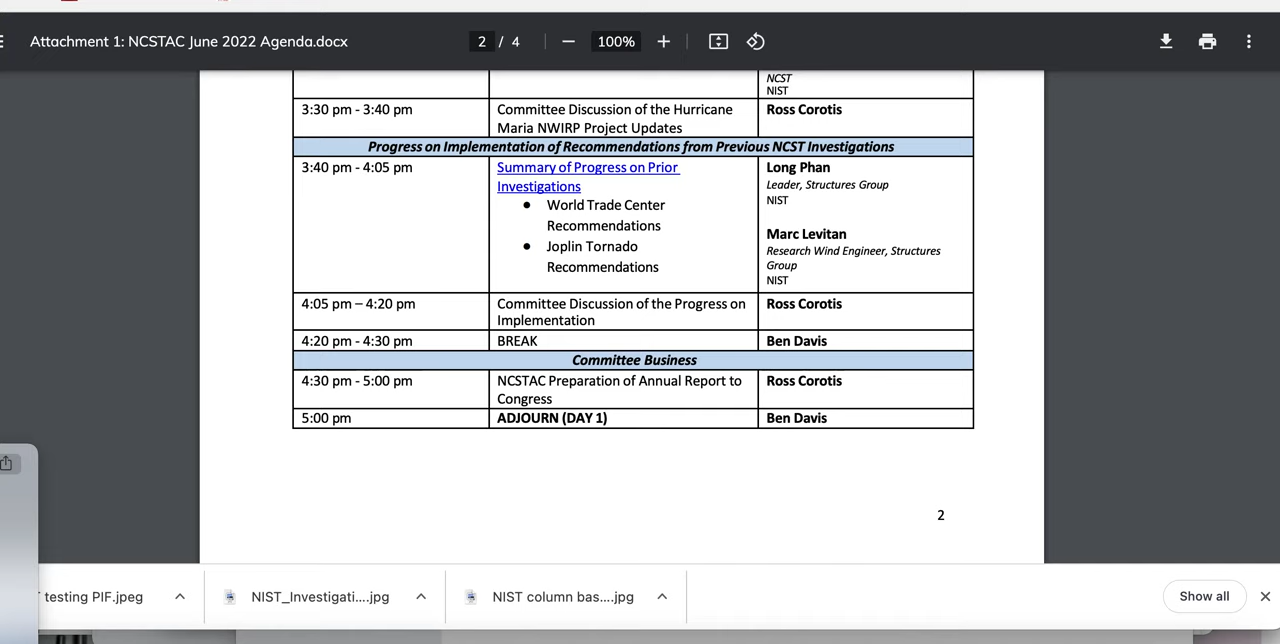 Attachment 1: NCSTAC June 2022 Agenda.docx
2 / 4
100%
NCST
NIST
3:30 pm - 3:40 pm
Committee Discussion of the Hurricane
Maria NWIRP Project Updates
Ross Corotis
Progress on Implementation of Recommendations from Previous NCST Investigations
3:40 pm - 4:05 pm
Summary of Progress on Prior
Investigations
● World Trade Center
Recommendations
● Joplin Tornado
Recommendations
Long Phan
Leader, Structures Group
NIST
Marc Levitan
Research Wind Engineer, Structures
Group
NIST
4:05 pm – 4:20 pm
Committee Discussion of the Progress on
Implementation
Ross Corotis
4:20 pm - 4:30 pm
BREAK
Ben Davis
Committee Business
4:30 pm - 5:00 pm
NCSTAC Preparation of Annual Report to
Congress
Ross Corotis
5:00 pm
ADJOURN (DAY 1)
Ben Davis
2
testing PIF.jpeg
NIST_Investigati....jpg
NIST column bas....jpg
Show all